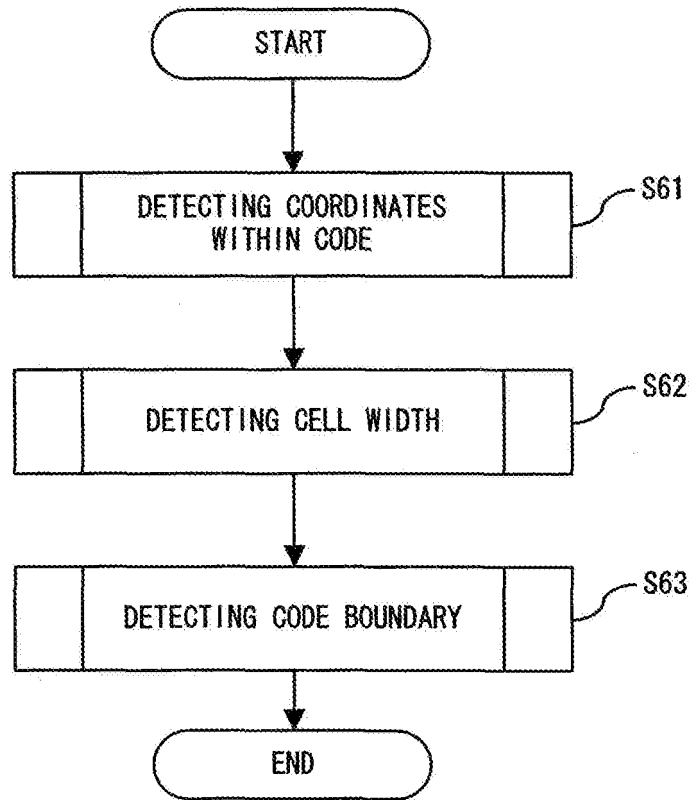 START
DETECTING COORDINATES
WITHIN CODE
S61
DETECTING CELL WIDTH
S62
DETECTING CODE BOUNDARY
S63
END